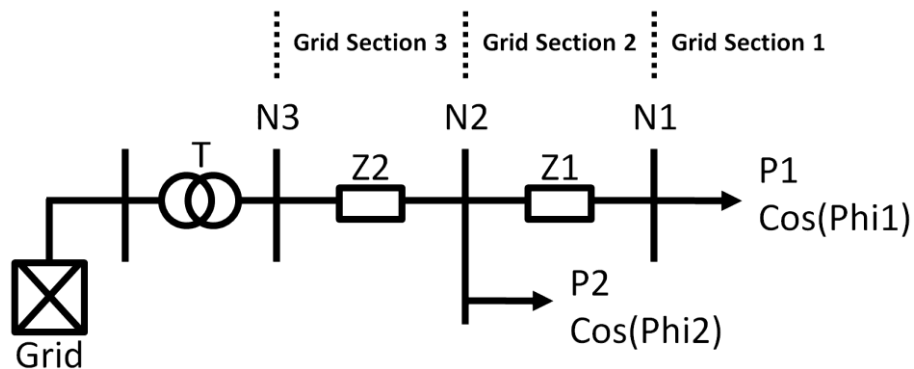 Grid Section 3
Grid Section 2
Grid Section 1
N3
N2
N1
T
Z2
Z1
P1
Cos(Phi1)
P2
Cos(Phi2)
Grid